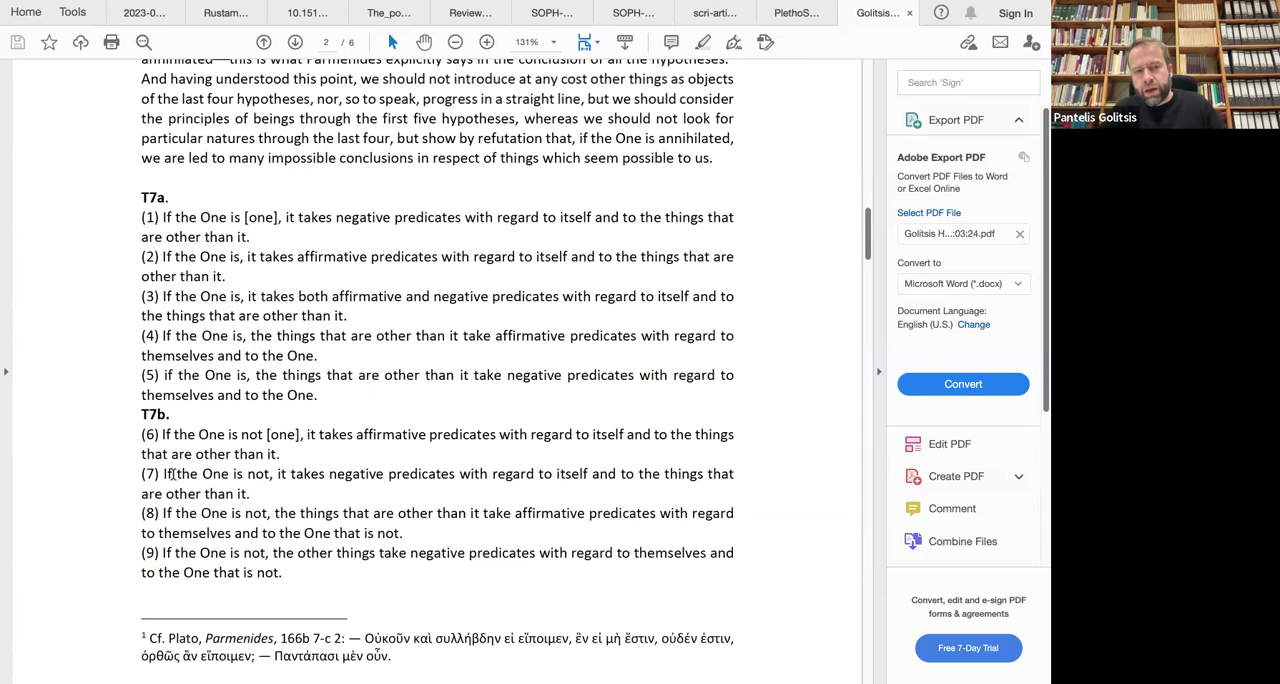 Home Tools 2023-0... Rustam... 10.151... The_po... Review... SOPH-... SOPH-... scri-arti... PlethoS... Golitsis... × Sign In
2 / 6 131%
annihilated—this is what Parmenides explicitly says in the conclusion of all the hypotheses.
And having understood this point, we should not introduce at any cost other things as objects
of the last four hypotheses, nor, so to speak, progress in a straight line, but we should consider
the principles of beings through the first five hypotheses, whereas we should not look for
particular natures through the last four, but show by refutation that, if the One is annihilated,
we are led to many impossible conclusions in respect of things which seem possible to us.
T7a.
(1) If the One is [one], it takes negative predicates with regard to itself and to the things that
are other than it.
(2) If the One is, it takes affirmative predicates with regard to itself and to the things that are
other than it.
(3) If the One is, it takes both affirmative and negative predicates with regard to itself and to
the things that are other than it.
(4) If the One is, the things that are other than it take affirmative predicates with regard to
themselves and to the One.
(5) if the One is, the things that are other than it take negative predicates with regard to
themselves and to the One.
T7b.
(6) If the One is not [one], it takes affirmative predicates with regard to itself and to the things
that are other than it.
(7) If the One is not, it takes negative predicates with regard to itself and to the things that
are other than it.
(8) If the One is not, the things that are other than it take affirmative predicates with regard
to themselves and to the One that is not.
(9) If the One is not, the other things take negative predicates with regard to themselves and
to the One that is not.
1 Cf. Plato, Parmenides, 166b 7-c 2: — Οὐκοῦν καὶ συλλήβδην εἰ εἴποιμεν, ἓν εἰ μὴ ἔστιν, οὐδέν ἐστιν,
ὀρθῶς ἂν εἴποιμεν; — Παντάπασι μὲν οὖν.
Search 'Sign'
Export PDF
Adobe Export PDF
Convert PDF Files to Word
or Excel Online
Select PDF File
Golitsis H...:03:24.pdf ×
Convert to
Microsoft Word (*.docx)
Document Language:
English (U.S.) Change
Convert
Edit PDF
Create PDF
Comment
Combine Files
Convert, edit and e-sign PDF
forms & agreements
Free 7-Day Trial
Pantelis Golitsis